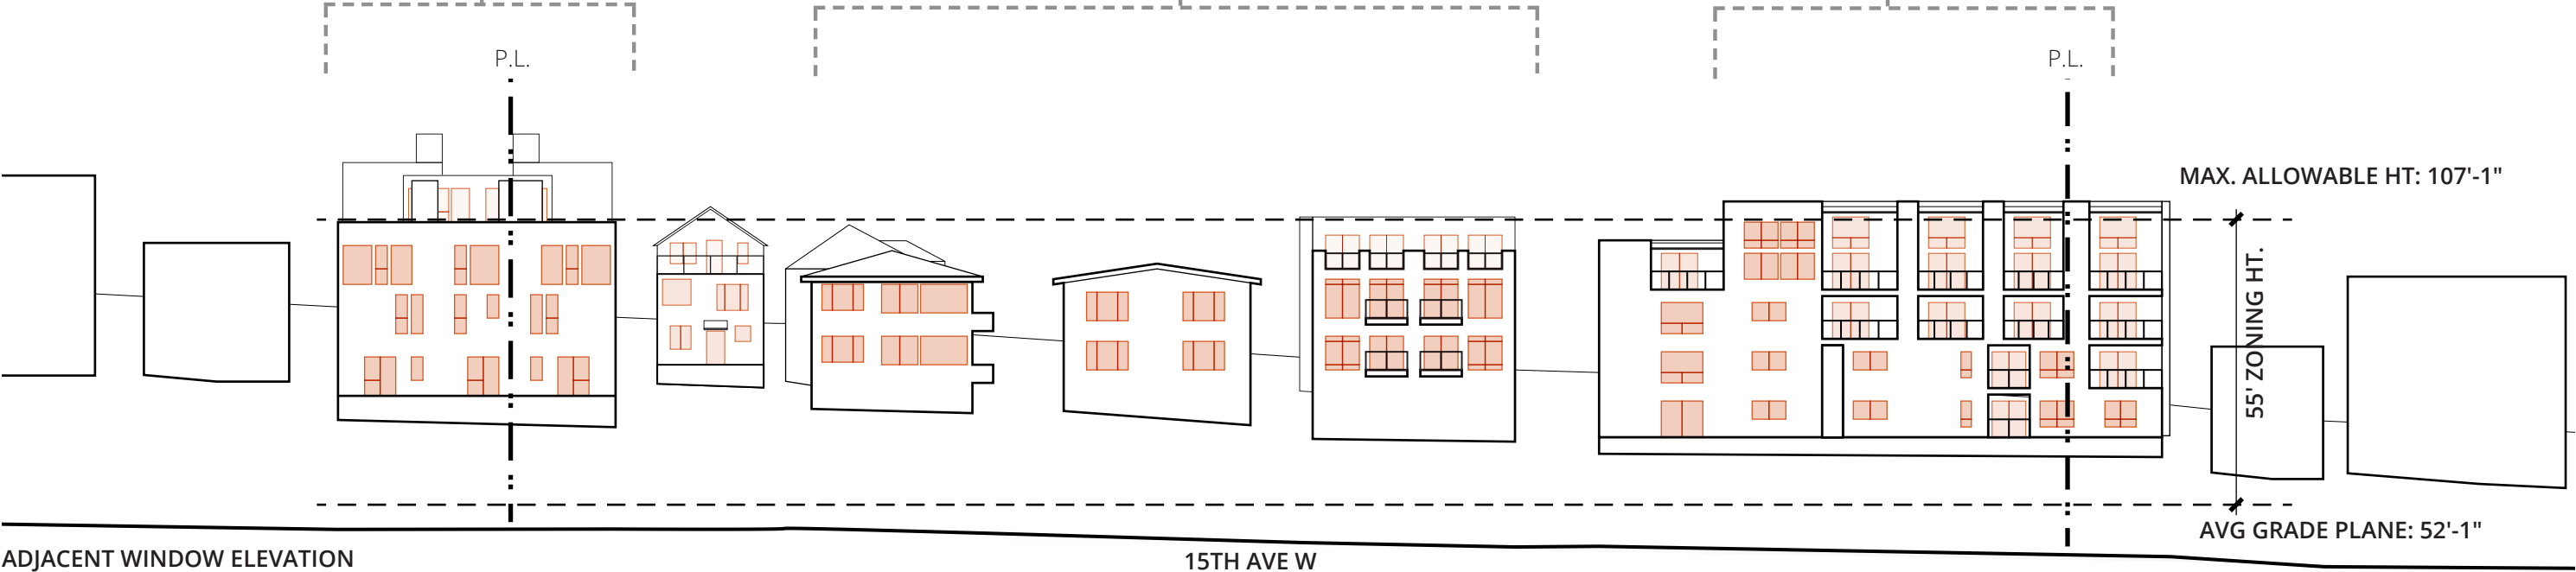 P.L.
P.L.
MAX. ALLOWABLE HT: 107'-1"
55' ZONING HT.
AVG GRADE PLANE: 52'-1"
ADJACENT WINDOW ELEVATION
15TH AVE W